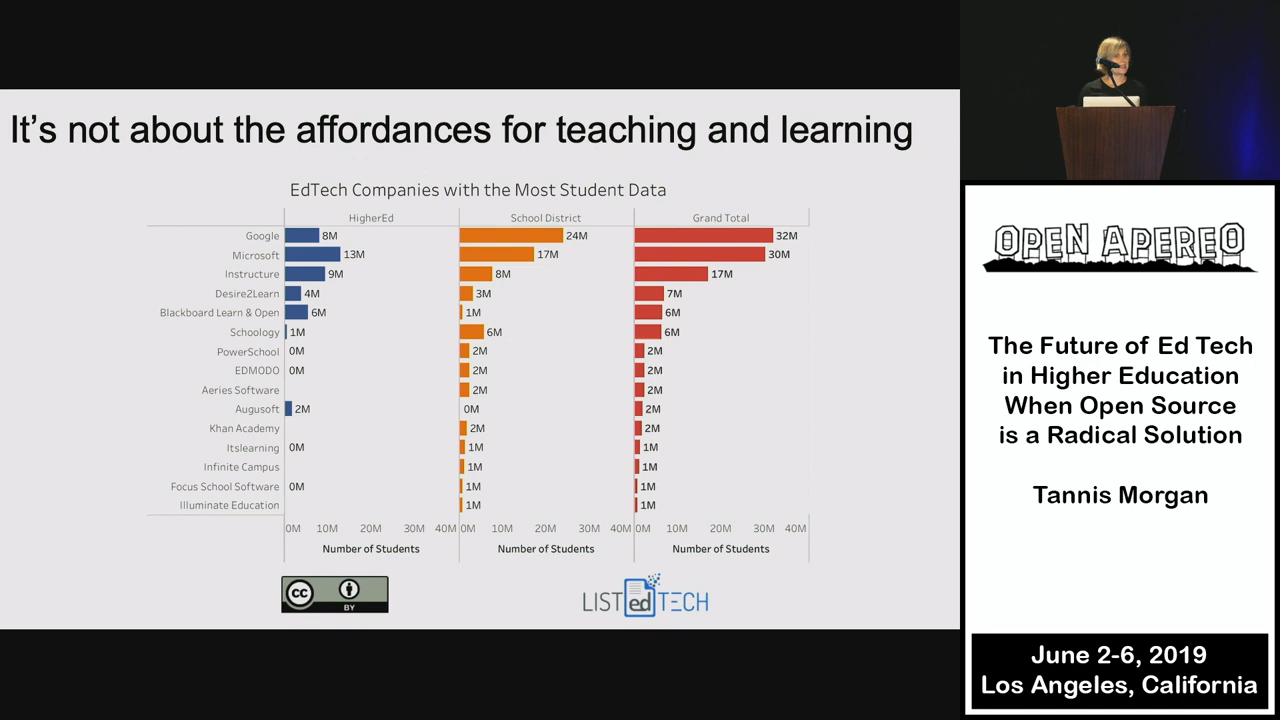 It's not about the affordances for teaching and learning
EdTech Companies with the Most Student Data
HigherEd School District Grand Total
Google 8M 24M 32M
Microsoft 13M 17M 30M
Instructure 9M 8M 17M
Desire2Learn 4M 3M 7M
Blackboard Learn & Open 6M 1M 6M
Schoology 1M 6M 6M
PowerSchool 0M 2M 2M
EDMODO 0M 2M 2M
Aeries Software 2M 2M
Augusoft 2M 0M 2M
Khan Academy 2M 2M
Itslearning 0M 1M 1M
Infinite Campus 1M 1M
Focus School Software 0M 1M 1M
Illuminate Education 1M 1M
0M 10M 20M 30M 40M 0M 10M 20M 30M 40M 0M 10M 20M 30M 40M
Number of Students Number of Students Number of Students
cc BY
LISTedTECH
OPEN APEREO
The Future of Ed Tech
in Higher Education
When Open Source
is a Radical Solution
Tannis Morgan
June 2-6, 2019
Los Angeles, California